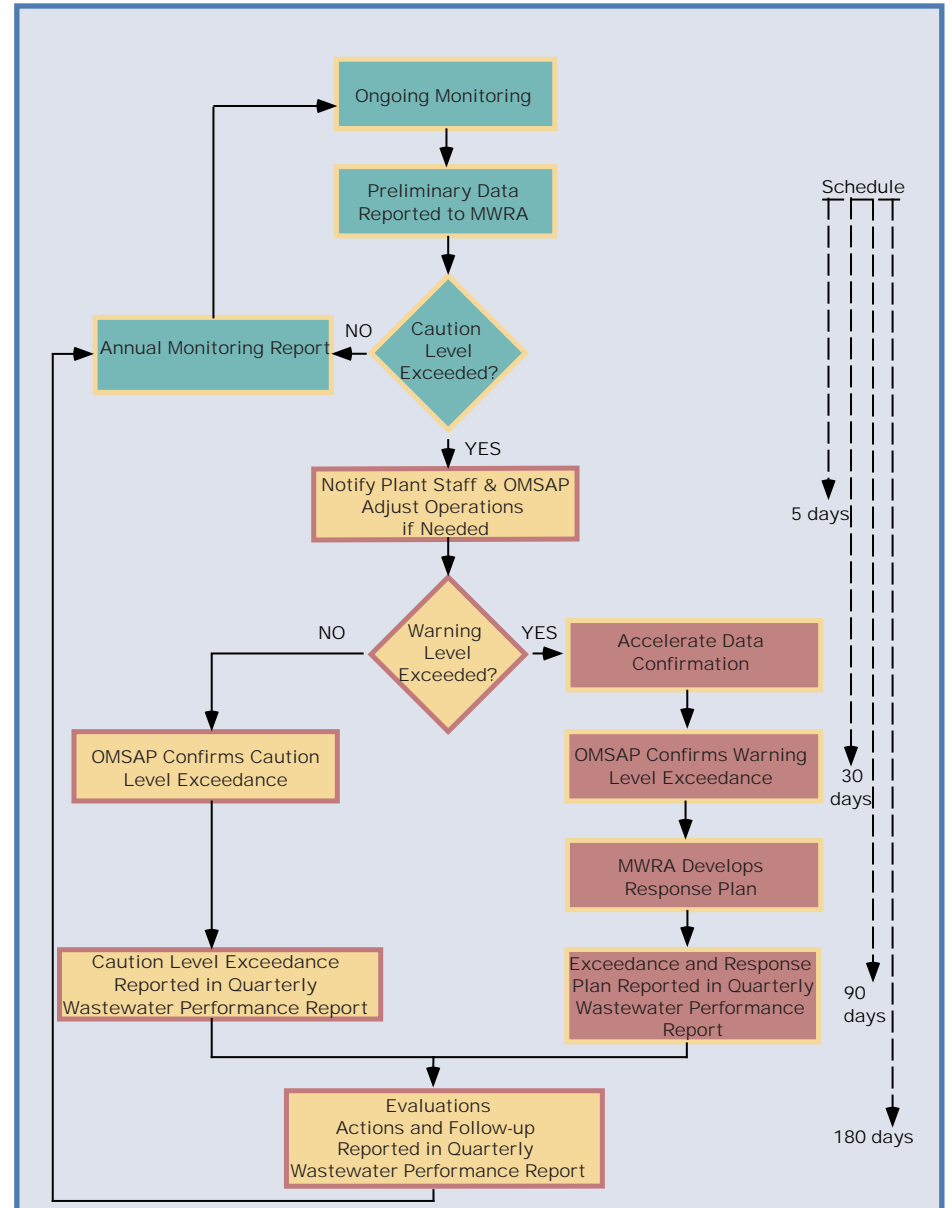 Ongoing Monitoring
Preliminary Data
Reported to MWRA
Schedule
Caution
Level
Exceeded?
NO
Annual Monitoring Report
YES
Notify Plant Staff & OMSAP
Adjust Operations
if Needed
5 days
Warning
Level
Exceeded?
NO
YES
Accelerate Data
Confirmation
OMSAP Confirms Caution
Level Exceedance
OMSAP Confirms Warning
Level Exceedance
30
days
MWRA Develops
Response Plan
Caution Level Exceedance
Reported in Quarterly
Wastewater Performance Report
Exceedance and Response
Plan Reported in Quarterly
Wastewater Performance
Report
90
days
Evaluations
Actions and Follow-up
Reported in Quarterly
Wastewater Performance Report
180 days